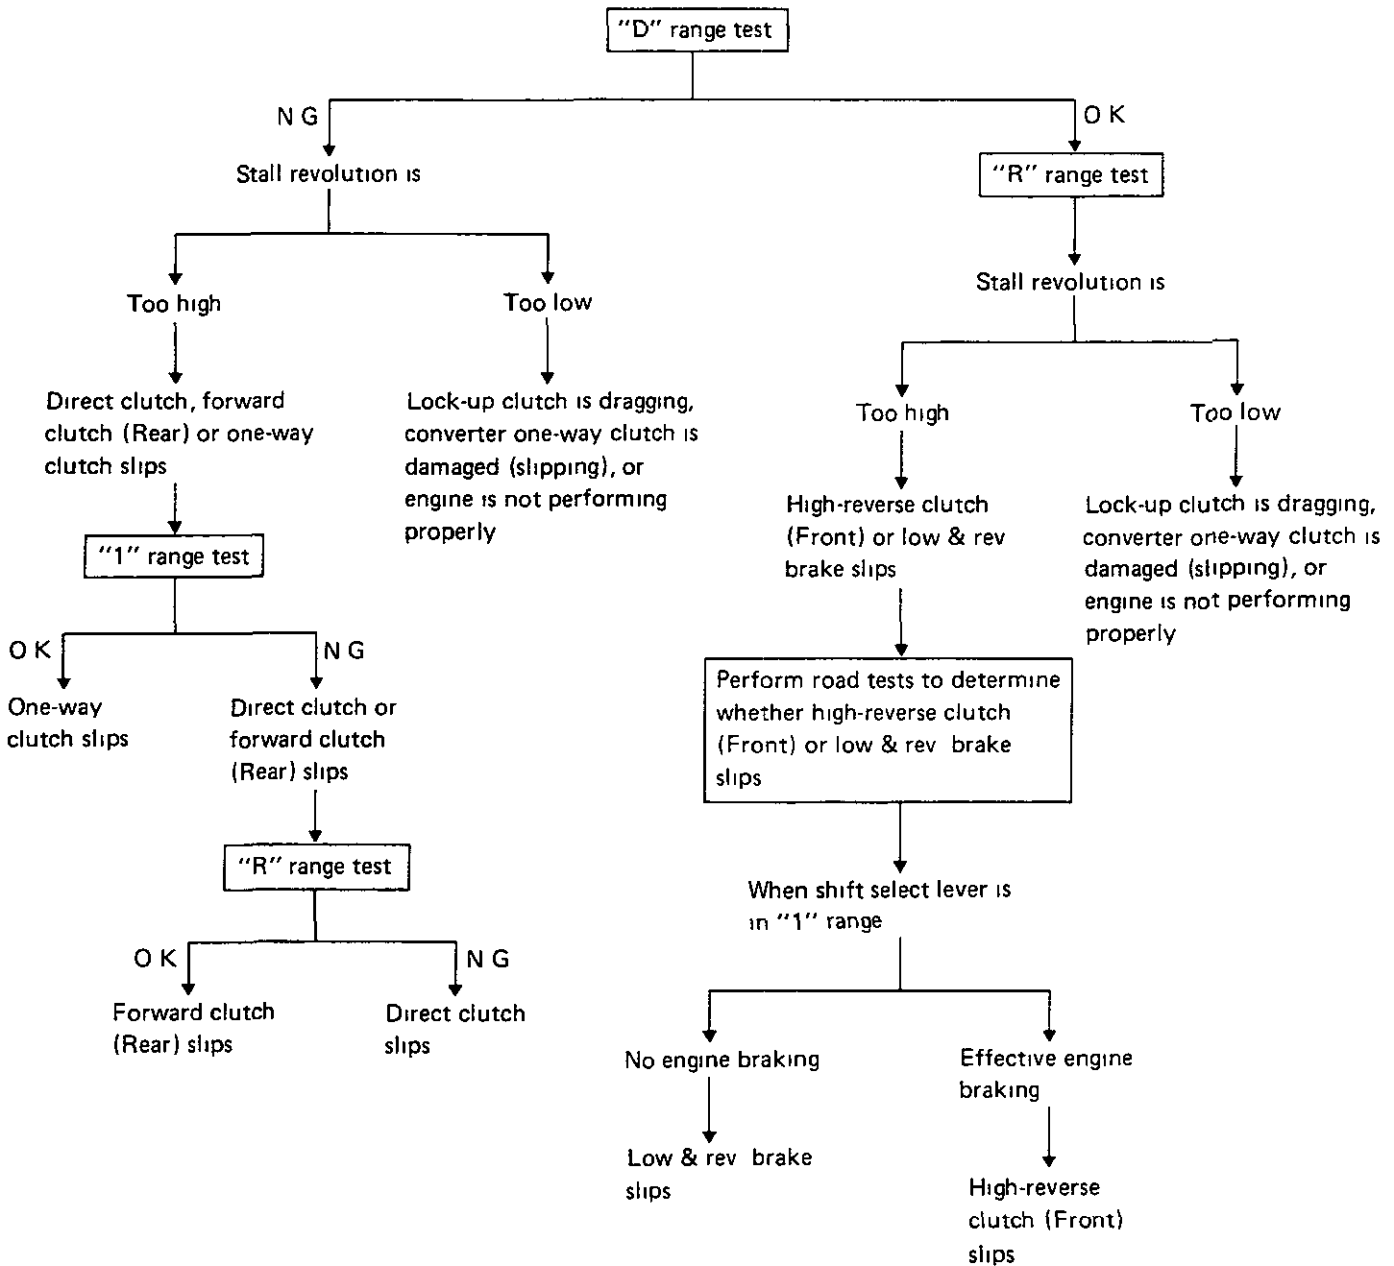 "D" range test
N G
O K
Stall revolution is
"R" range test
Stall revolution is
Too high
Too low
Too high
Too low
Direct clutch, forward
clutch (Rear) or one-way
clutch slips
Lock-up clutch is dragging,
converter one-way clutch is
damaged (slipping), or
engine is not performing
properly
High-reverse clutch
(Front) or low & rev
brake slips
Lock-up clutch is dragging,
converter one-way clutch is
damaged (slipping), or
engine is not performing
properly
"1" range test
O K
N G
One-way
clutch slips
Direct clutch or
forward clutch
(Rear) slips
Perform road tests to determine
whether high-reverse clutch
(Front) or low & rev brake
slips
"R" range test
When shift select lever is
in "1" range
O K
N G
Forward clutch
(Rear) slips
Direct clutch
slips
No engine braking
Effective engine
braking
Low & rev brake
slips
High-reverse
clutch (Front)
slips